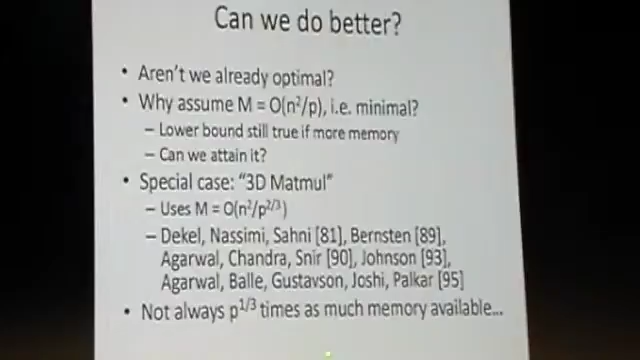 Can we do better?
• Aren't we already optimal?
• Why assume M = O(n²/p), i.e. minimal?
– Lower bound still true if more memory
– Can we attain it?
• Special case: "3D Matmul"
– Uses M = O(n²/p²/³)
– Dekel, Nassimi, Sahni [81], Bernsten [89],
Agarwal, Chandra, Snir [90], Johnson [93],
Agarwal, Balle, Gustavson, Joshi, Palkar [95]
• Not always p¹/³ times as much memory available...